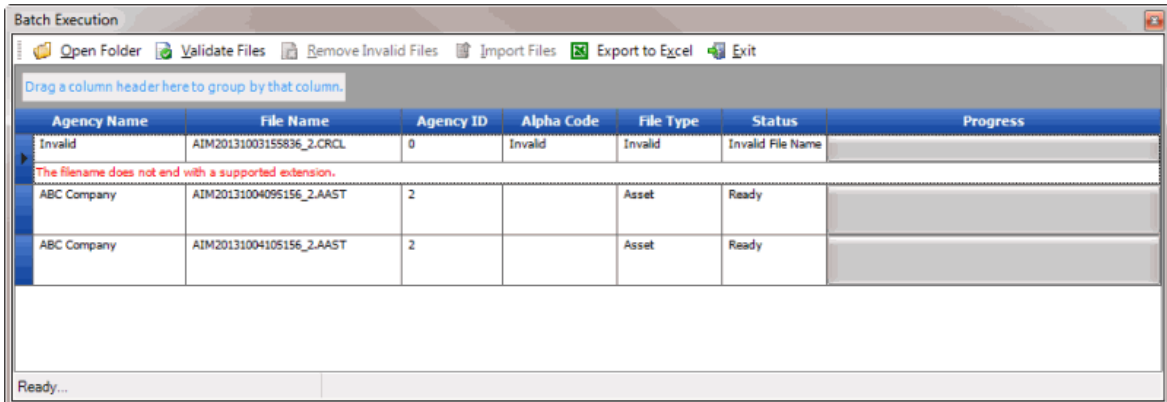 Batch Execution
Open Folder Validate Files Remove Invalid Files Import Files Export to Excel Exit
Drag a column header here to group by that column.
Agency Name File Name Agency ID Alpha Code File Type Status Progress
Invalid AIM20131003155836_2.CRCL 0 Invalid Invalid Invalid File Name
The filename does not end with a supported extension.
ABC Company AIM20131004095156_2.AAST 2 Asset Ready
ABC Company AIM20131004105156_2.AAST 2 Asset Ready
Ready...